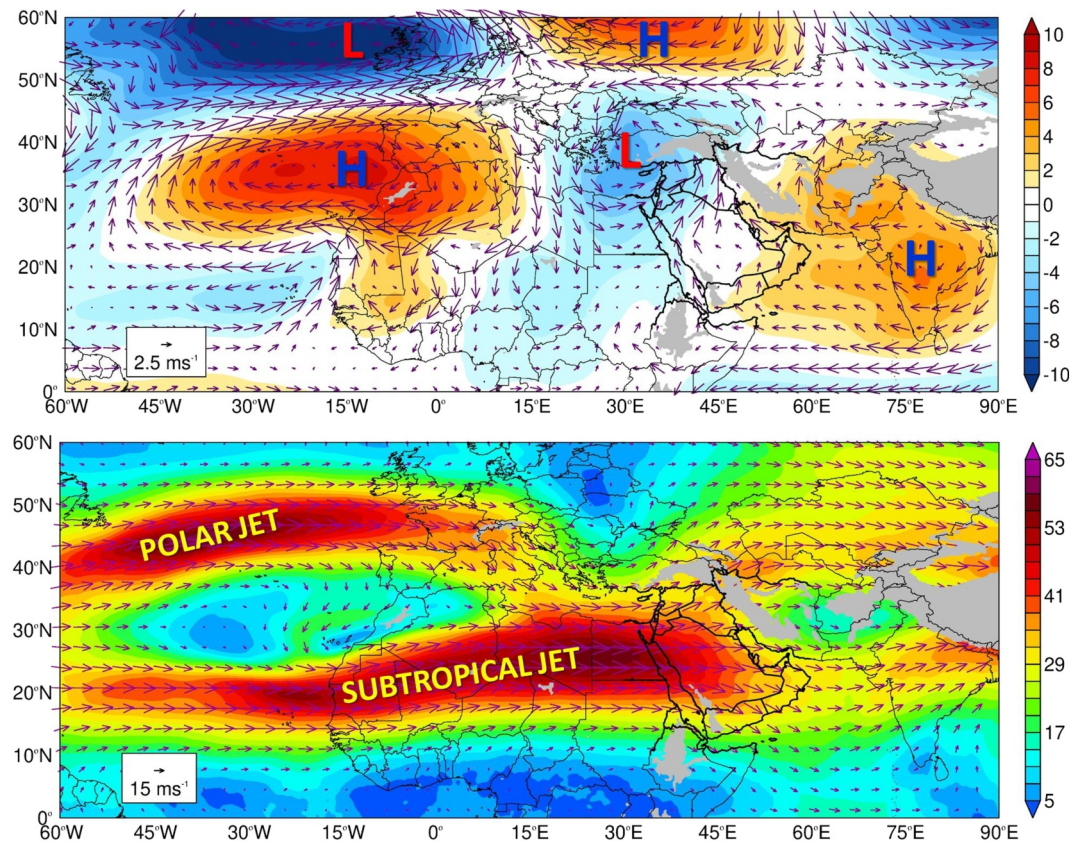 60°N
50°N
40°N
30°N
20°N
10°N
0°
60°W 45°W 30°W 15°W 0° 15°E 30°E 45°E 60°E 75°E 90°E
L
H
H
L
H
2.5 ms⁻¹
10
8
6
4
2
0
-2
-4
-6
-8
-10
60°N
50°N
40°N
30°N
20°N
10°N
0°
60°W 45°W 30°W 15°W 0° 15°E 30°E 45°E 60°E 75°E 90°E
POLAR JET
SUBTROPICAL JET
15 ms⁻¹
65
53
41
29
17
5